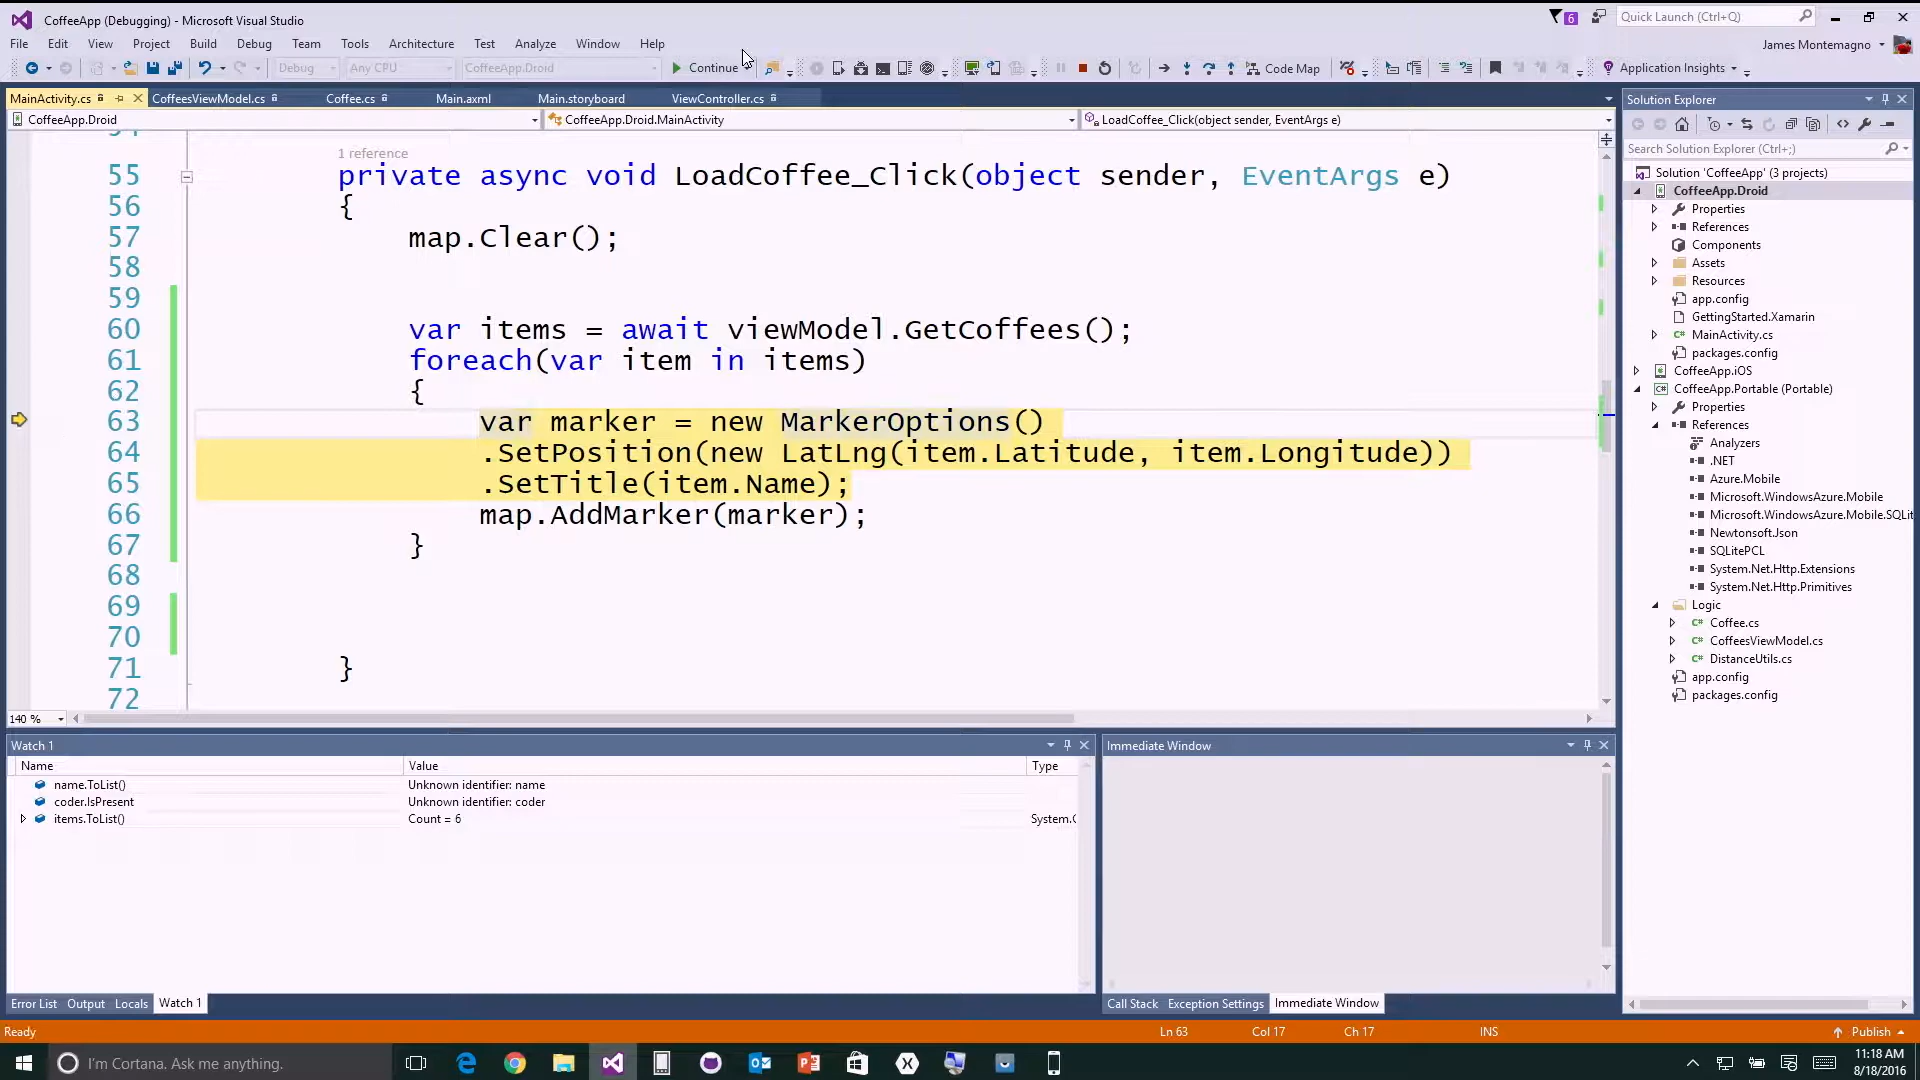 CoffeeApp (Debugging) - Microsoft Visual Studio
6
Quick Launch (Ctrl+Q)
File Edit View Project Build Debug Team Tools Architecture Test Analyze Window Help
James Montemagno
Debug Any CPU CoffeeApp.Droid Continue Code Map Application Insights
MainActivity.cs CoffeesViewModel.cs Coffee.cs Main.axml Main.storyboard ViewController.cs
CoffeeApp.Droid CoffeeApp.Droid.MainActivity LoadCoffee_Click(object sender, EventArgs e)
1 reference
55 private async void LoadCoffee_Click(object sender, EventArgs e)
56 {
57 map.Clear();
58
59
60 var items = await viewModel.GetCoffees();
61 foreach(var item in items)
62 {
63 var marker = new MarkerOptions()
64 .SetPosition(new LatLng(item.Latitude, item.Longitude))
65 .SetTitle(item.Name);
66 map.AddMarker(marker);
67 }
68
69
70
71 }
72
140 %
Solution Explorer
Search Solution Explorer (Ctrl+;)
Solution 'CoffeeApp' (3 projects)
CoffeeApp.Droid
Properties
References
Components
Assets
Resources
app.config
GettingStarted.Xamarin
MainActivity.cs
packages.config
CoffeeApp.iOS
CoffeeApp.Portable (Portable)
Properties
References
Analyzers
.NET
Azure.Mobile
Microsoft.WindowsAzure.Mobile
Microsoft.WindowsAzure.Mobile.SQLit
Newtonsoft.Json
SQLitePCL
System.Net.Http.Extensions
System.Net.Http.Primitives
Logic
Coffee.cs
CoffeesViewModel.cs
DistanceUtils.cs
app.config
packages.config
Watch 1
Name Value Type
name.ToList() Unknown identifier: name
coder.IsPresent Unknown identifier: coder
items.ToList() Count = 6 System.C
Error List Output Locals Watch 1
Immediate Window
Call Stack Exception Settings Immediate Window
Ready Ln 63 Col 17 Ch 17 INS Publish
I'm Cortana. Ask me anything.
11:18 AM
8/18/2016